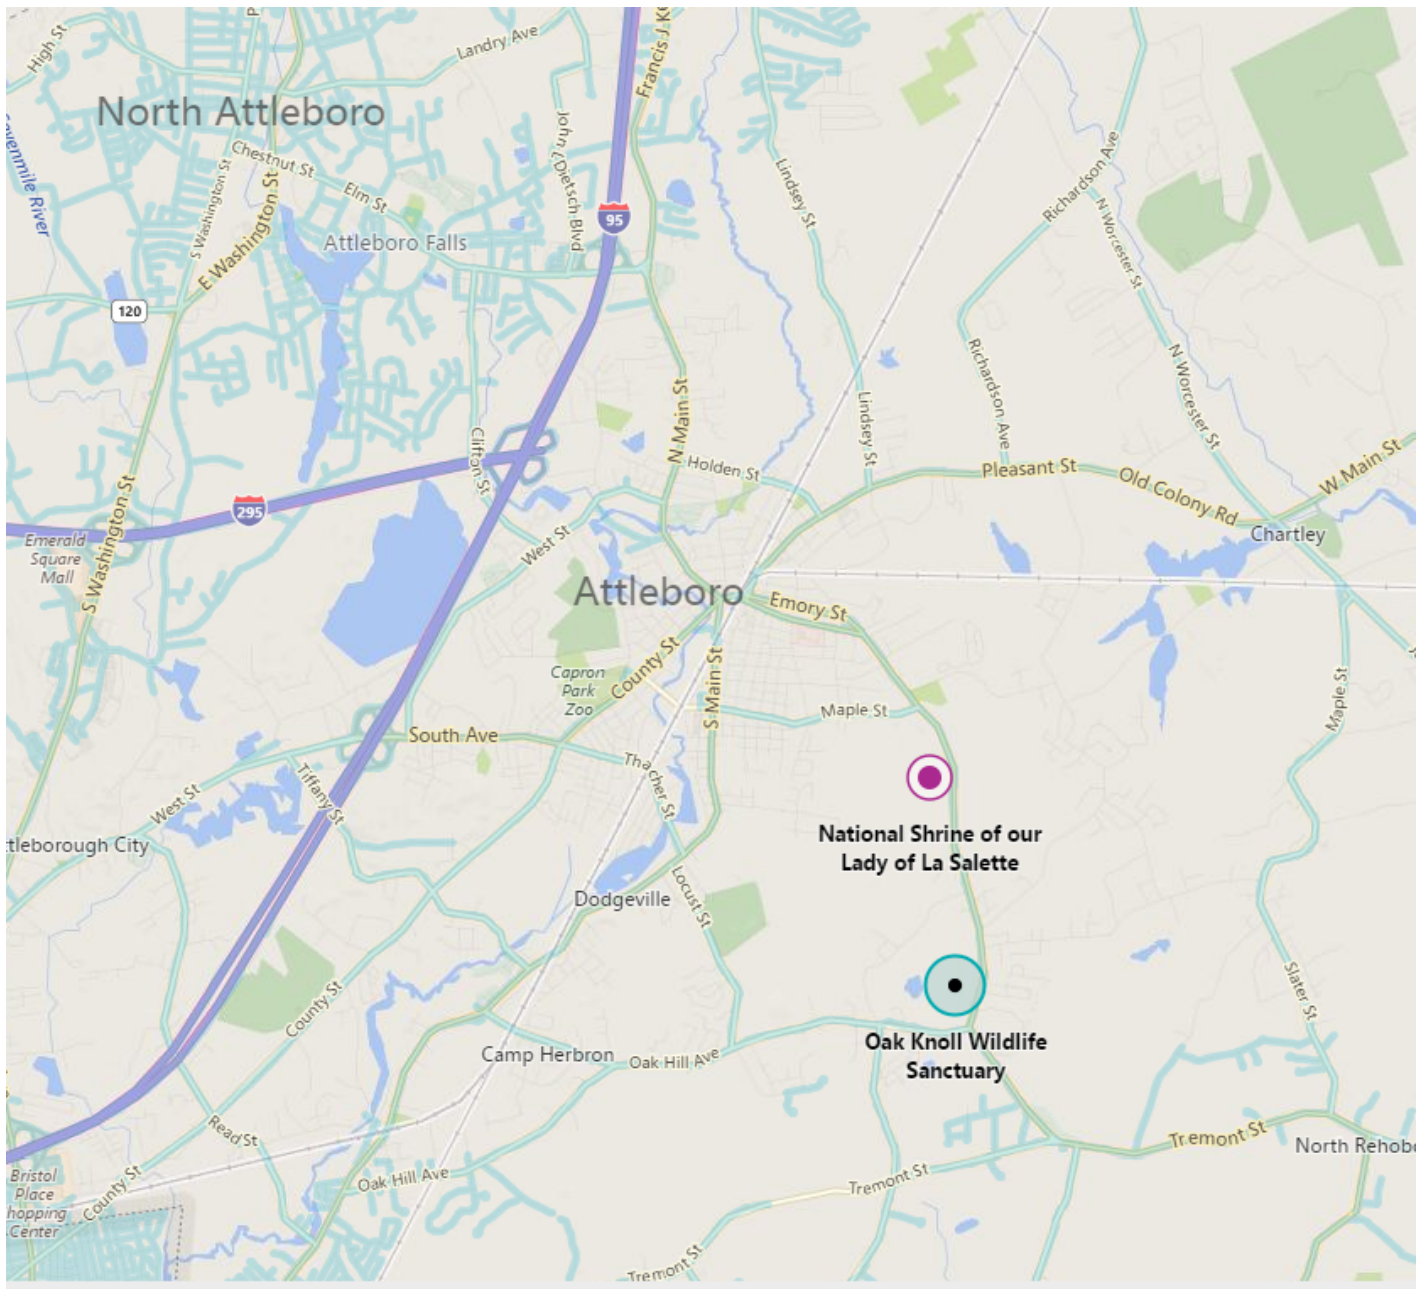 High St
Landry Ave
Francis J
North Attleboro
Sevenmile River
Chestnut St
S Washington St
Elm St
John L Dietsch Blvd
Lindsey St
Richardson Ave
N Worcester St
95
E Washington St
Attleboro Falls
120
Richardson Ave
N Worcester St
N Main St
Lindsey St
Clifton St
Holden St
Pleasant St
Old Colony Rd
W Main St
S Washington St
295
West St
Chartley
Emerald
Square
Mall
Attleboro
Emory St
County St
S Main St
Capron
Park
Zoo
Maple St
Maple St
South Ave
Thacher St
Tiffany St
West St
National Shrine of our
Lady of La Salette
ttleborough City
Locust St
Dodgeville
Slater St
County St
Oak Knoll Wildlife
Sanctuary
Camp Herbron
Oak Hill Ave
Read St
Tremont St
North Rehobo
Oak Hill Ave
Tremont St
Bristol
Place
hopping
Center
County St
Tremont St